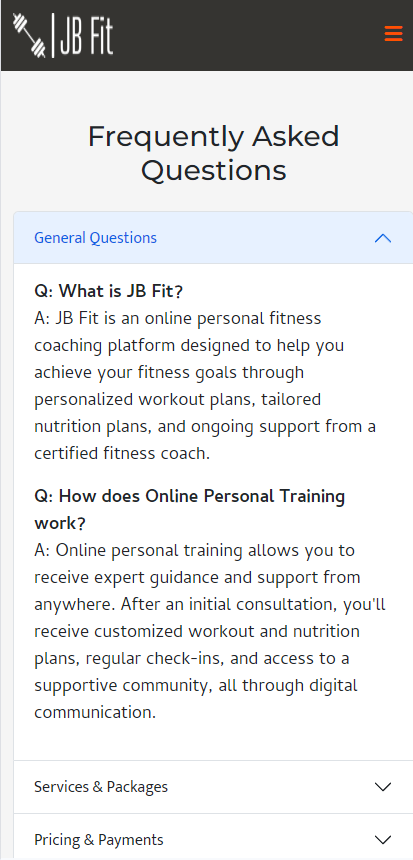 JB Fit
Frequently Asked
Questions
General Questions
Q: What is JB Fit?
A: JB Fit is an online personal fitness
coaching platform designed to help you
achieve your fitness goals through
personalized workout plans, tailored
nutrition plans, and ongoing support from a
certified fitness coach.
Q: How does Online Personal Training
work?
A: Online personal training allows you to
receive expert guidance and support from
anywhere. After an initial consultation, you'll
receive customized workout and nutrition
plans, regular check-ins, and access to a
supportive community, all through digital
communication.
Services & Packages
Pricing & Payments